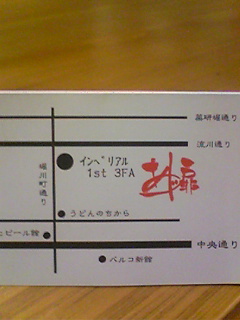 薬研堀通り
流川通り
インペリアル
1st 3FA
堀川町通り
うどんのちから
ビール館
中央通り
パルコ新館